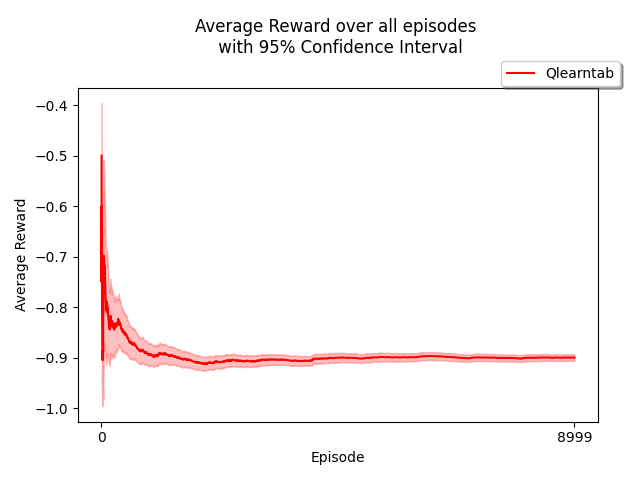 Average Reward over all episodes
with 95% Confidence Interval
Qlearntab
−0.4
−0.5
−0.6
−0.7
−0.8
−0.9
−1.0
Average Reward
0
8999
Episode